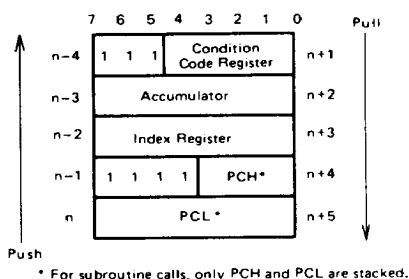 7 6 5 4 3 2 1 0
Pull
n-4 1 1 1 Condition Code Register n+1
n-3 Accumulator n+2
n-2 Index Register n+3
n-1 1 1 1 1 PCH* n+4
n PCL* n+5
Push
* For subroutine calls, only PCH and PCL are stacked.